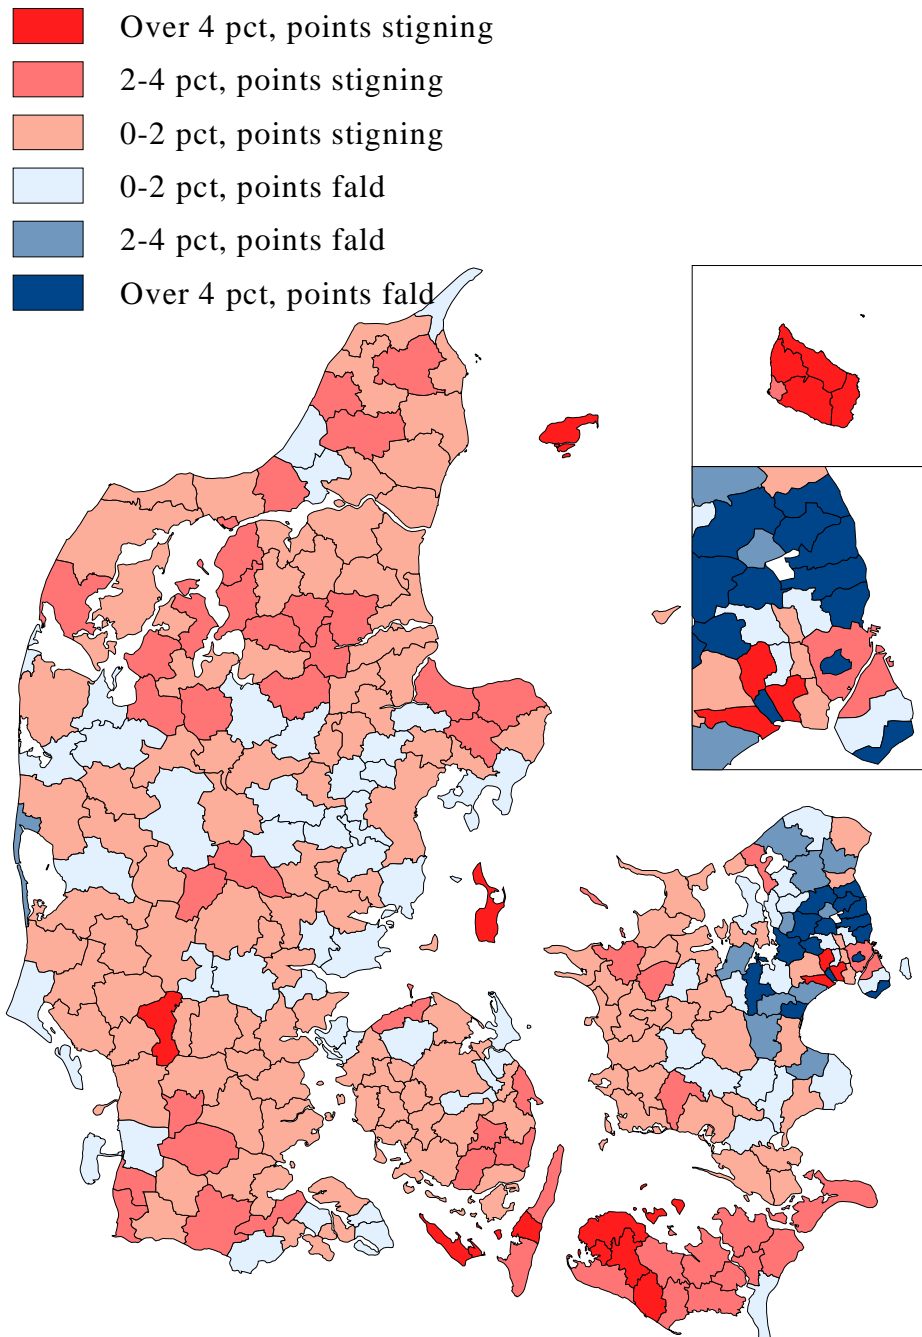 Over 4 pct, points stigning
2-4 pct, points stigning
0-2 pct, points stigning
0-2 pct, points fald
2-4 pct, points fald
Over 4 pct, points fald